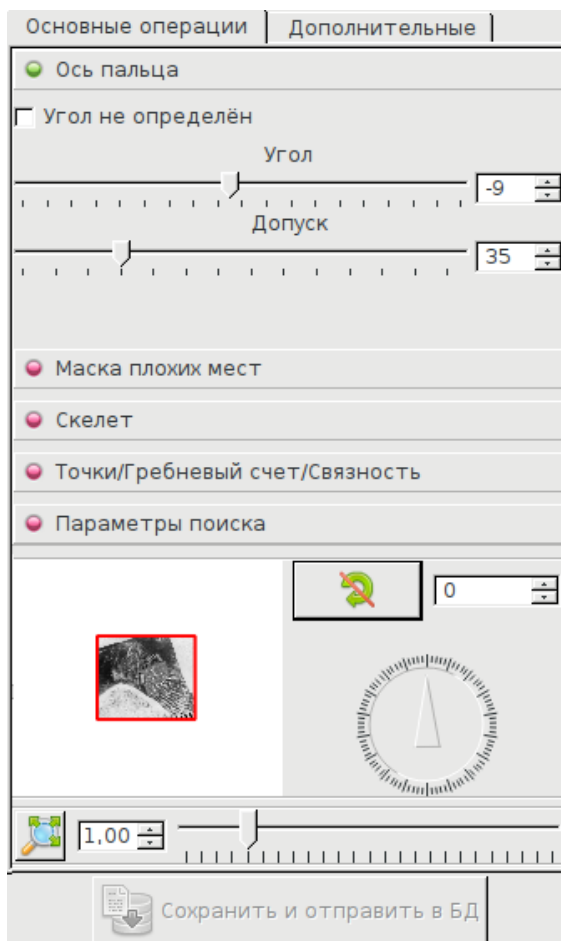 Основные операции Дополнительные
Ось пальца
Угол не определён
Угол
-9
Допуск
35
Маска плохих мест
Скелет
Точки/Гребневый счет/Связность
Параметры поиска
0
1,00
Сохранить и отправить в БД